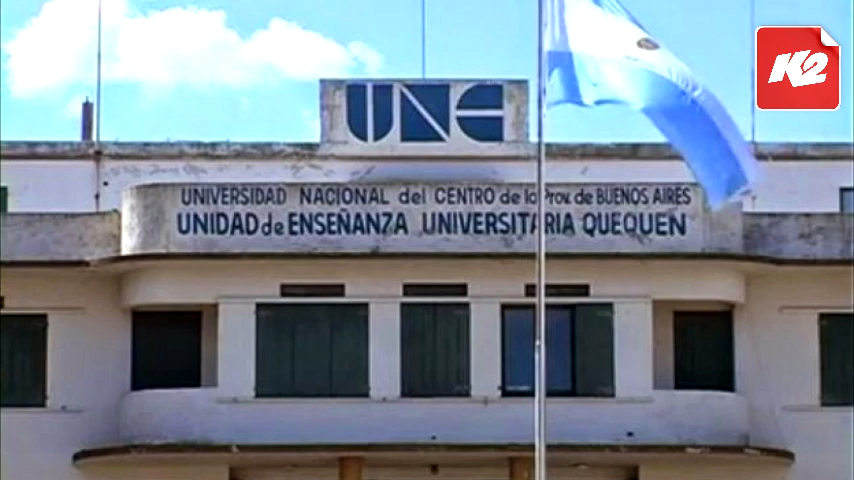 K2
UNC
UNIVERSIDAD NACIONAL del CENTRO de la Prov. de BUENOS AIRES
UNIDAD de ENSEÑANZA UNIVERSITARIA QUEQUEN